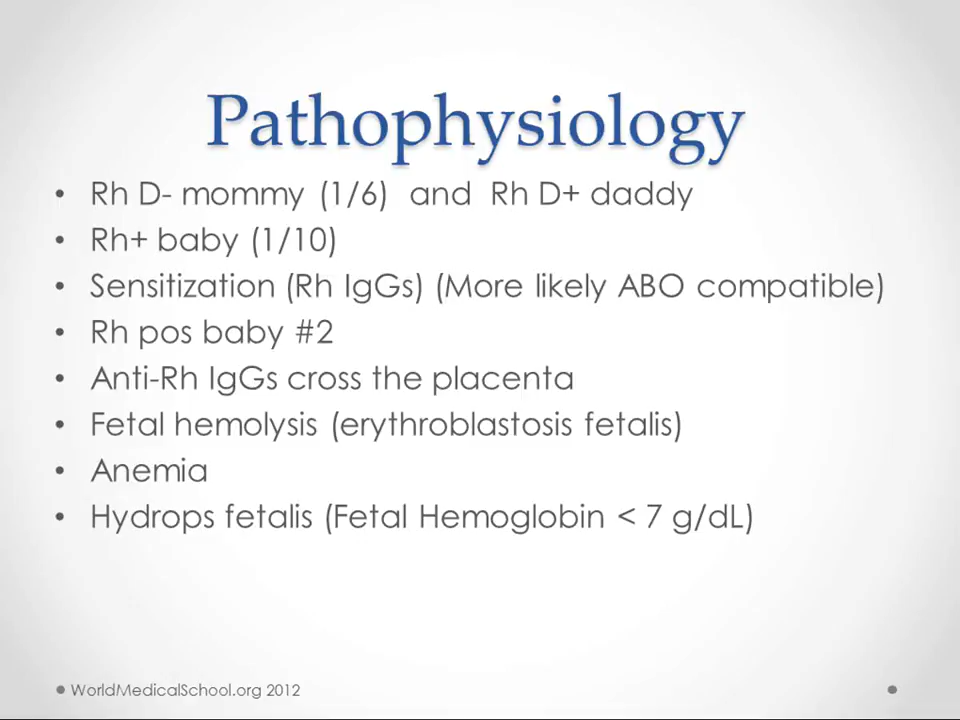 Pathophysiology
• Rh D- mommy (1/6) and Rh D+ daddy
• Rh+ baby (1/10)
• Sensitization (Rh IgGs) (More likely ABO compatible)
• Rh pos baby #2
• Anti-Rh IgGs cross the placenta
• Fetal hemolysis (erythroblastosis fetalis)
• Anemia
• Hydrops fetalis (Fetal Hemoglobin < 7 g/dL)
WorldMedicalSchool.org 2012